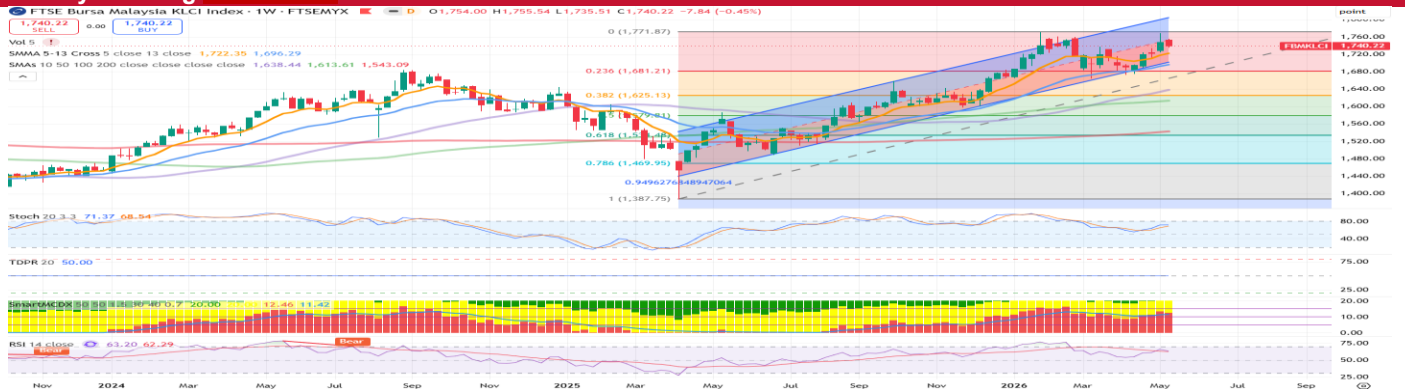 FTSE Bursa Malaysia KLCI Index · 1W · FTSEMYX D O1,754.00 H1,755.54 L1,735.51 C1,740.22 -7.84 (-0.45%)
point
1,740.22 SELL 0.00 1,740.22 BUY
Vol 5
SMMA 5-13 Cross 5 close 13 close 1,722.35 1,696.29
SMAs 10 50 100 200 close close close close 1,638.44 1,613.61 1,543.09
0 (1,771.87)
0.236 (1,681.21)
0.382 (1,625.13)
0.786 (1,469.95)
0.9496276848947064
1 (1,387.75)
1,760.00
FBMKLCI 1,740.22
1,720.00
1,680.00
1,640.00
1,600.00
1,560.00
1,520.00
1,480.00
1,440.00
1,400.00
Stoch 20 3 3 71.37 68.54
80.00
40.00
TDPR 20 50.00
75.00
25.00
SmartMCDX 50 50 1.5 30 40 0.7 20.00 12.46 11.42
20.00
10.00
0.00
RSI 14 close 63.20 62.29
Bear
Bear
75.00
50.00
25.00
Nov 2024 Mar May Jul Sep Nov 2025 Mar May Jul Sep Nov 2026 Mar May Jul Sep